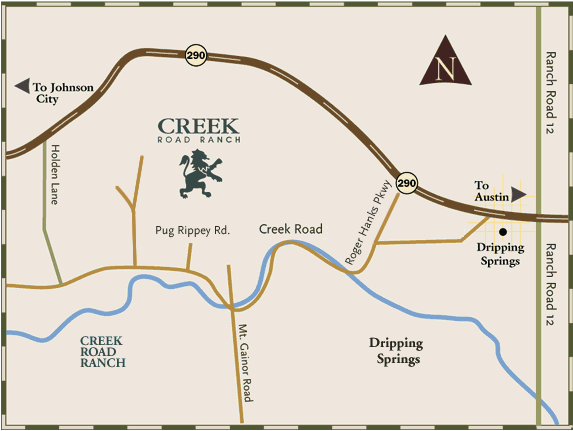 290
To Johnson
City
N
Ranch Road 12
CREEK
ROAD RANCH
Holden Lane
290
To
Austin
Roger Hanks Pkwy
Pug Rippey Rd.
Creek Road
Dripping
Springs
Ranch Road 12
CREEK
ROAD
RANCH
Mt. Gainor Road
Dripping
Springs